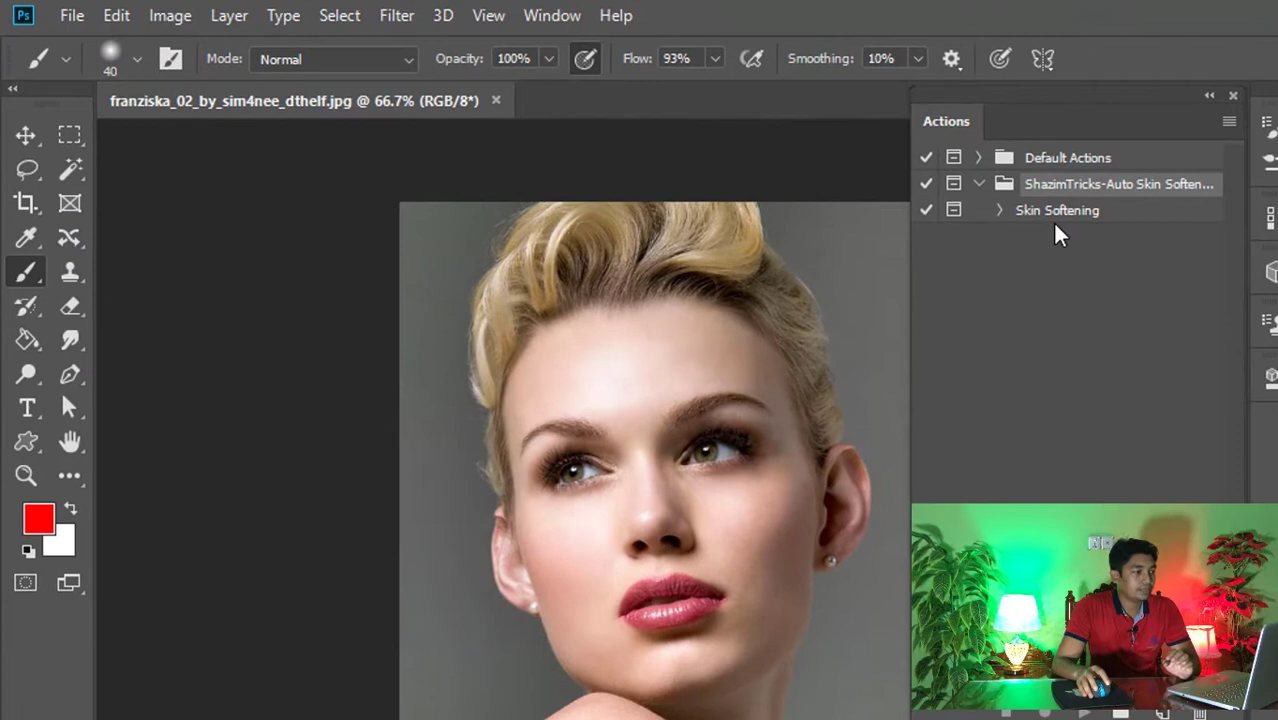 Ps File Edit Image Layer Type Select Filter 3D View Window Help
40 Mode: Normal Opacity: 100% Flow: 93% Smoothing: 10%
franziska_02_by_sim4nee_dthelf.jpg @ 66.7% (RGB/8*)
Actions
Default Actions
ShazimTricks-Auto Skin Soften...
Skin Softening